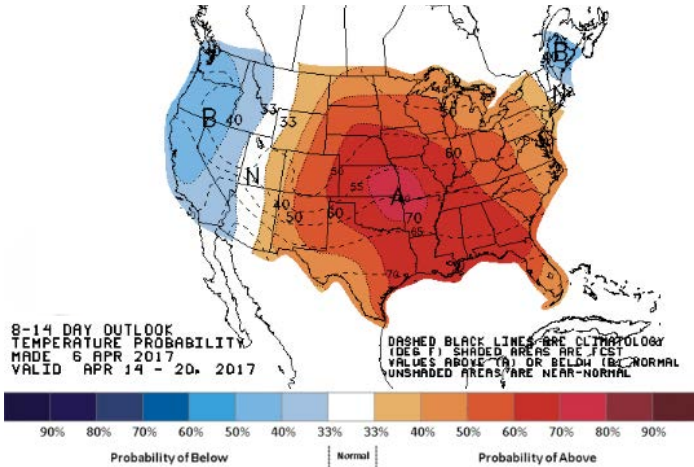 B
B
N
33
40
33
B
60
50
N
55
A
40
50
60
70
65
70
8-14 DAY OUTLOOK
TEMPERATURE PROBABILITY
MADE 6 APR 2017
VALID APR 14 - 20, 2017
DASHED BLACK LINES ARE CLIMATOLOGY
(DEG F) SHADED AREAS ARE FCST
VALUES ABOVE (A) OR BELOW (B) NORMAL
UNSHADED AREAS ARE NEAR-NORMAL
90% 80% 70% 60% 50% 40% 33% 33% 40% 50% 60% 70% 80% 90%
Probability of Below Normal Probability of Above